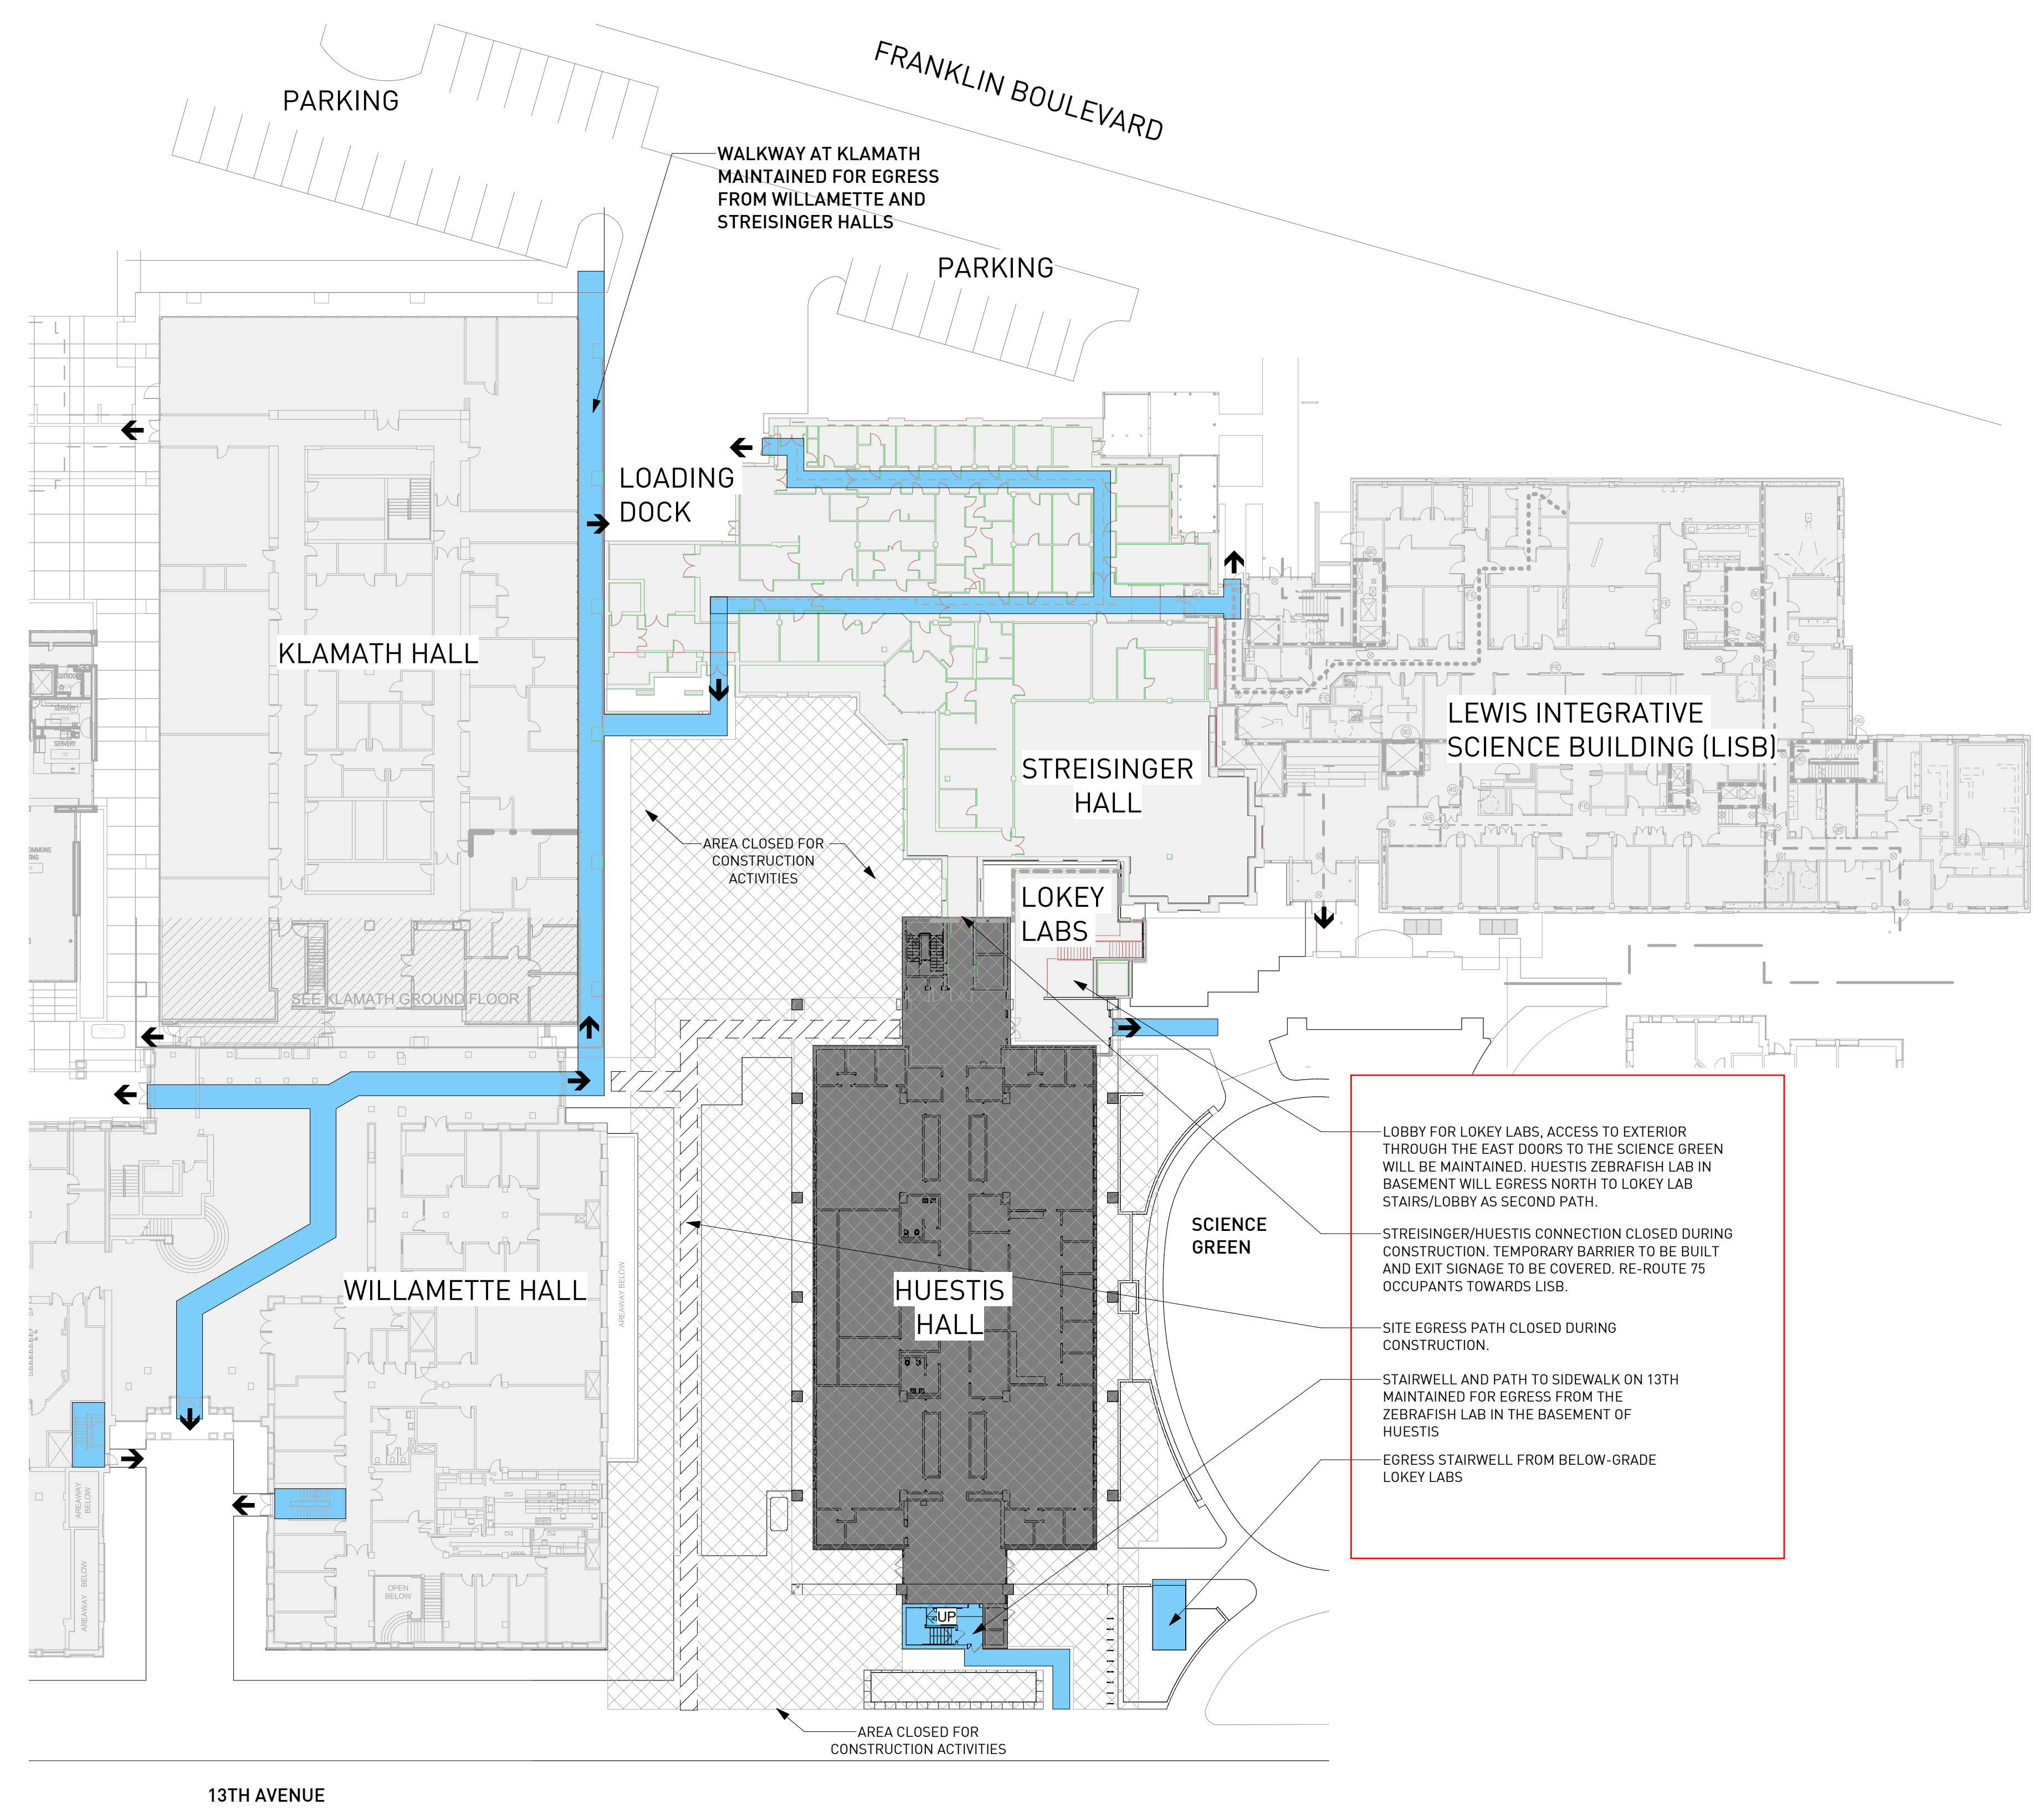 FRANKLIN BOULEVARD
PARKING
WALKWAY AT KLAMATH
MAINTAINED FOR EGRESS
FROM WILLAMETTE AND
STREISINGER HALLS
PARKING
LOADING
DOCK
KLAMATH HALL
SERVERY
SERVERY
LEWIS INTEGRATIVE
SCIENCE BUILDING (LISB)
STREISINGER
HALL
AREA CLOSED FOR
CONSTRUCTION
ACTIVITIES
LOKEY
LABS
SEE KLAMATH GROUND FLOOR
LOBBY FOR LOKEY LABS, ACCESS TO EXTERIOR
THROUGH THE EAST DOORS TO THE SCIENCE GREEN
WILL BE MAINTAINED. HUESTIS ZEBRAFISH LAB IN
BASEMENT WILL EGRESS NORTH TO LOKEY LAB
STAIRS/LOBBY AS SECOND PATH.
STREISINGER/HUESTIS CONNECTION CLOSED DURING
CONSTRUCTION. TEMPORARY BARRIER TO BE BUILT
AND EXIT SIGNAGE TO BE COVERED. RE-ROUTE 75
OCCUPANTS TOWARDS LISB.
SITE EGRESS PATH CLOSED DURING
CONSTRUCTION.
STAIRWELL AND PATH TO SIDEWALK ON 13TH
MAINTAINED FOR EGRESS FROM THE
ZEBRAFISH LAB IN THE BASEMENT OF
HUESTIS
EGRESS STAIRWELL FROM BELOW-GRADE
LOKEY LABS
SCIENCE
GREEN
WILLAMETTE HALL
HUESTIS
HALL
AREAWAY BELOW
AREAWAY
BELOW
AREAWAY BELOW
OPEN
BELOW
UP
AREA CLOSED FOR
CONSTRUCTION ACTIVITIES
13TH AVENUE